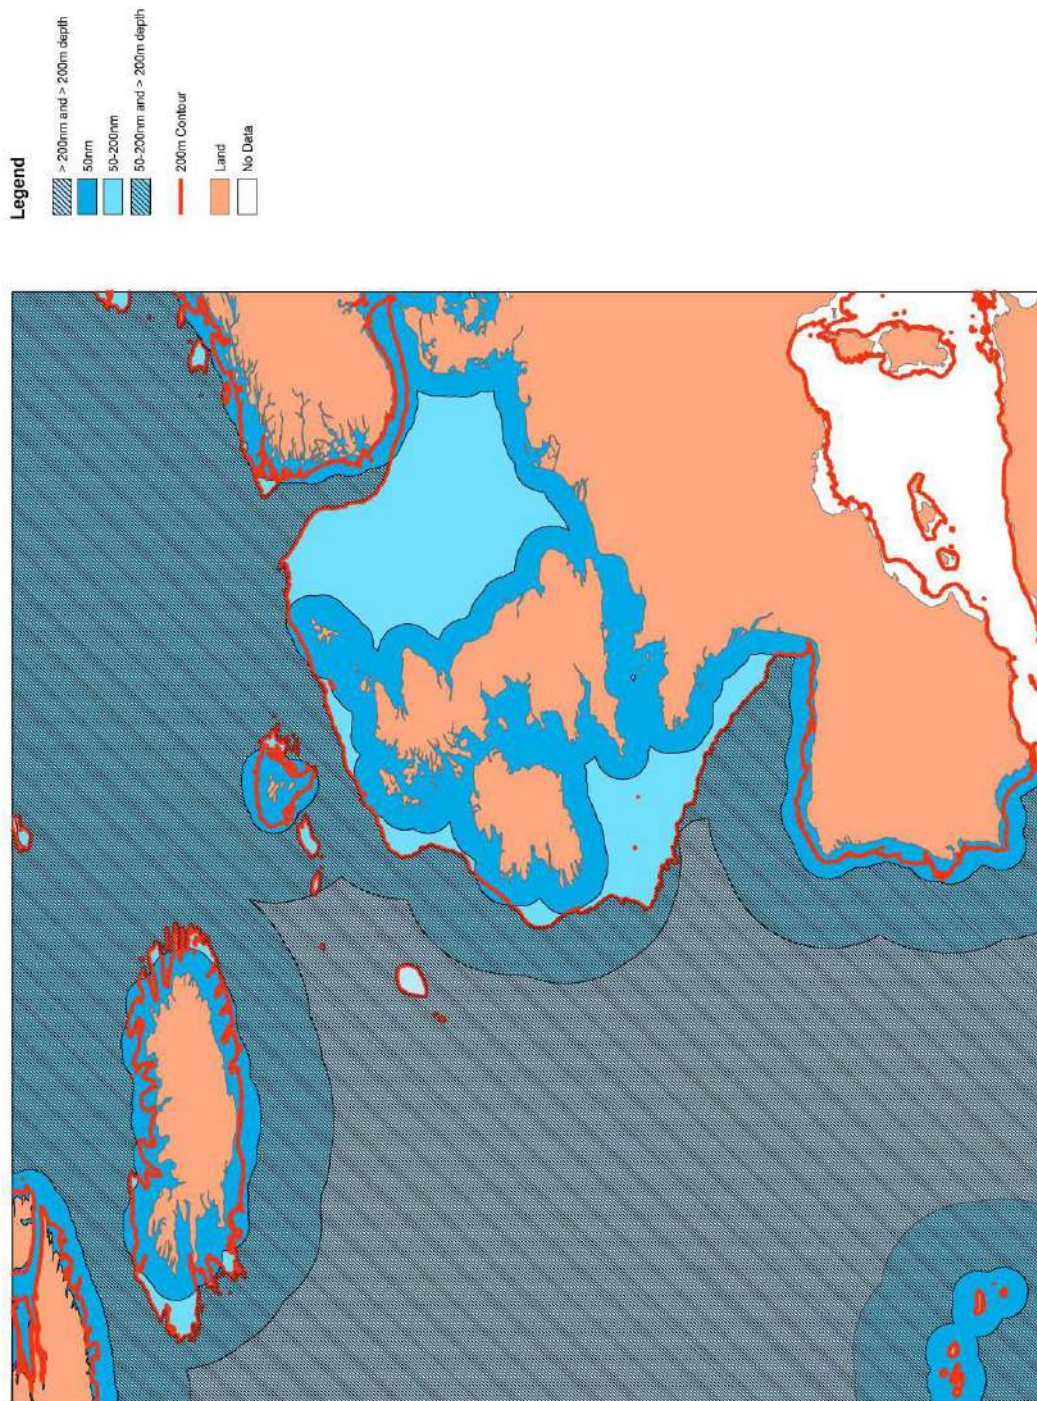 Legend
> 200nm and > 200m depth
50nm
50-200nm
50-200nm and > 200m depth
200m Contour
Land
No Data